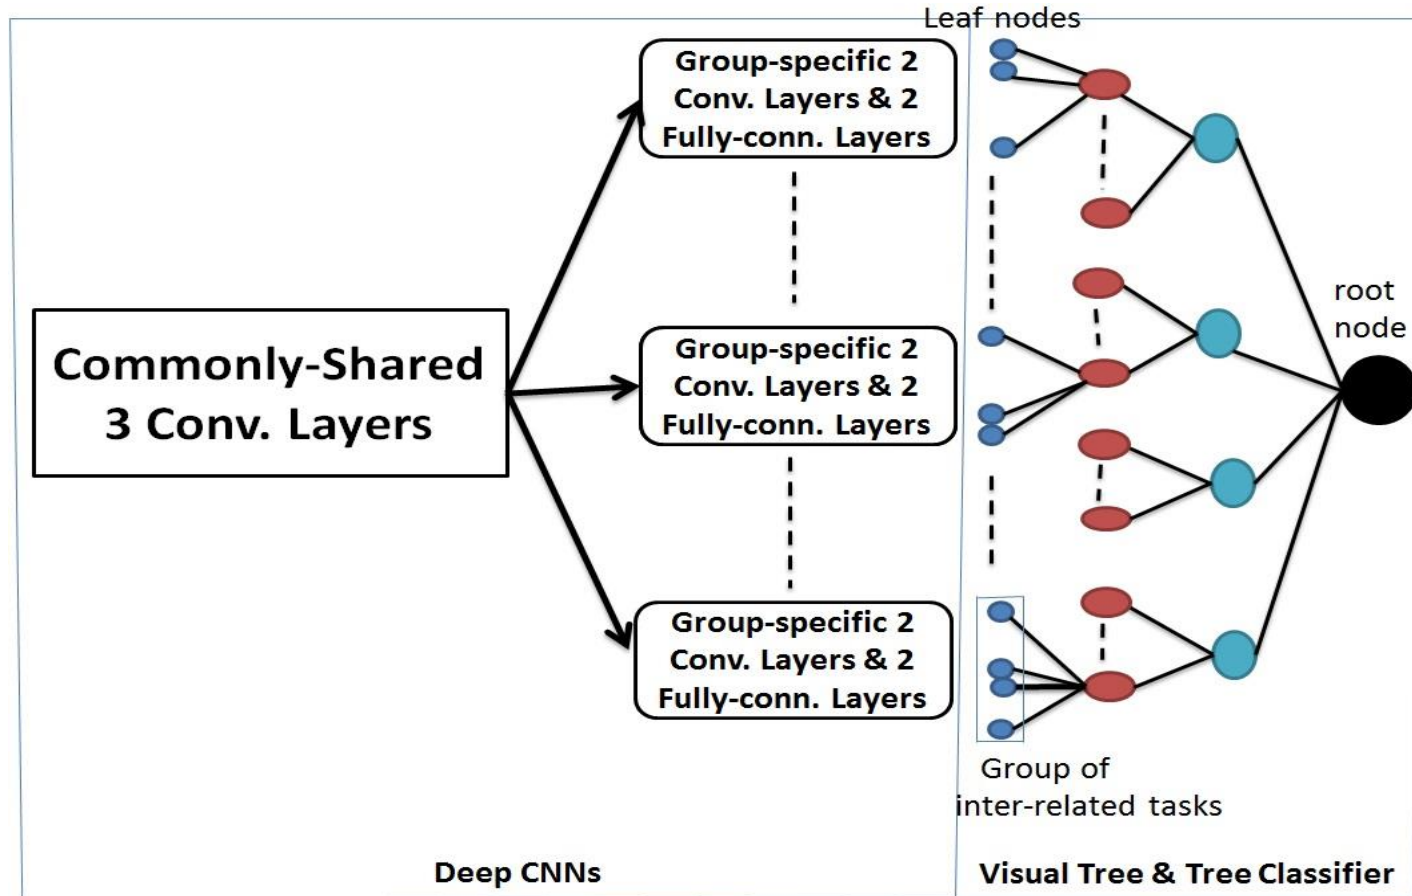 Leaf nodes
Group-specific 2
Conv. Layers & 2
Fully-conn. Layers
root
node
Commonly-Shared
3 Conv. Layers
Group-specific 2
Conv. Layers & 2
Fully-conn. Layers
Group-specific 2
Conv. Layers & 2
Fully-conn. Layers
Group of
inter-related tasks
Deep CNNs
Visual Tree & Tree Classifier